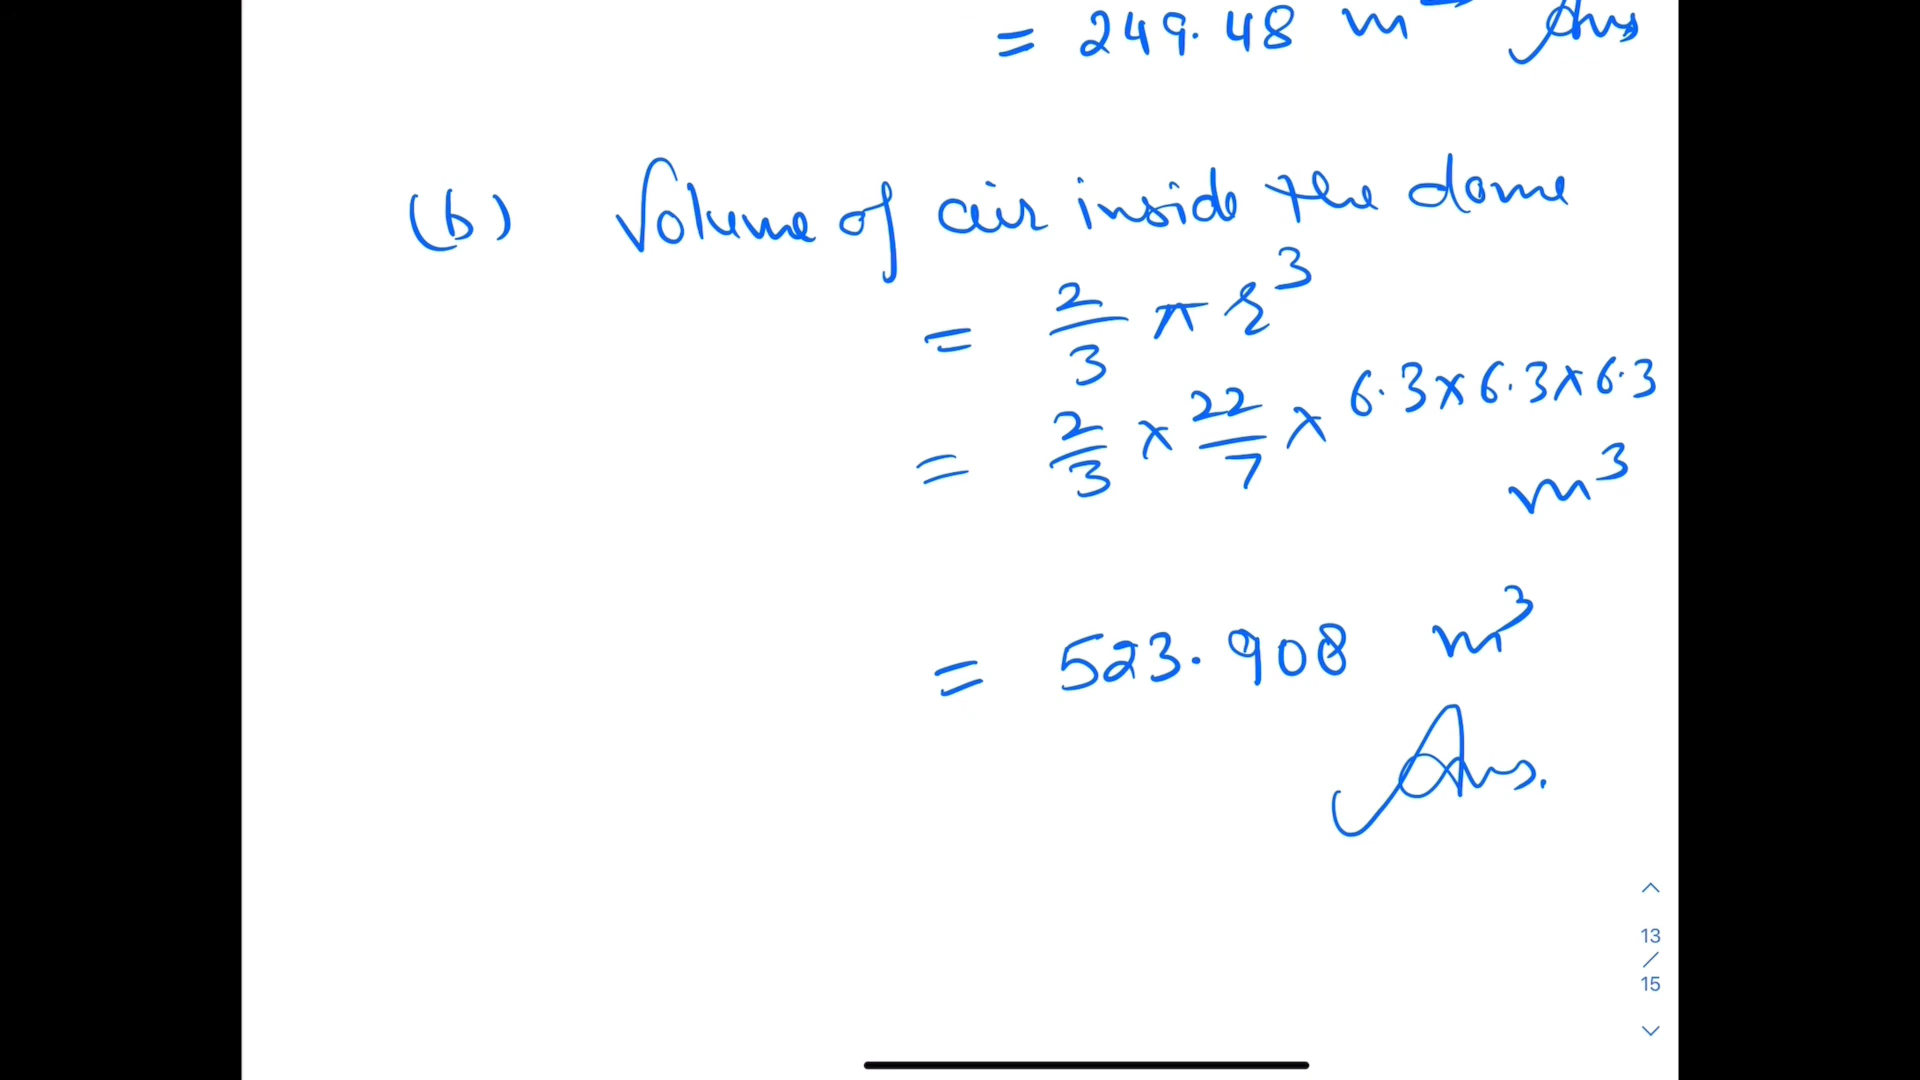 = 249.48 m² Ans
(b) Volume of air inside the dome
= 2/3 π r³
= 2/3 × 22/7 × 6.3 × 6.3 × 6.3
m³
= 523.908 m³
Ans.
13
/
15